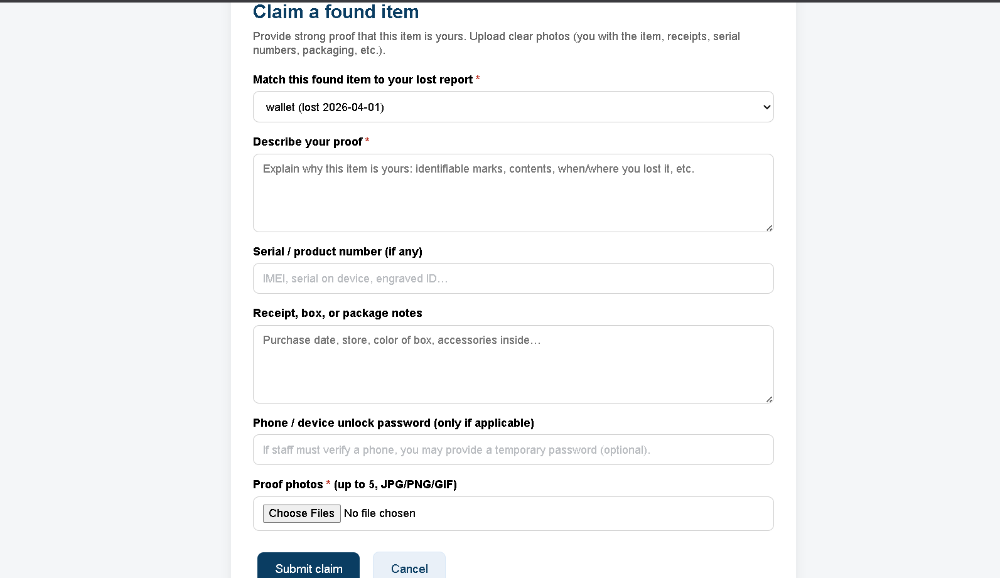 Claim a found item
Provide strong proof that this item is yours. Upload clear photos (you with the item, receipts, serial
numbers, packaging, etc.).
Match this found item to your lost report *
wallet (lost 2026-04-01)
Describe your proof *
Explain why this item is yours: identifiable marks, contents, when/where you lost it, etc.
Serial / product number (if any)
IMEI, serial on device, engraved ID…
Receipt, box, or package notes
Purchase date, store, color of box, accessories inside…
Phone / device unlock password (only if applicable)
If staff must verify a phone, you may provide a temporary password (optional).
Proof photos * (up to 5, JPG/PNG/GIF)
Choose Files No file chosen
Submit claim Cancel